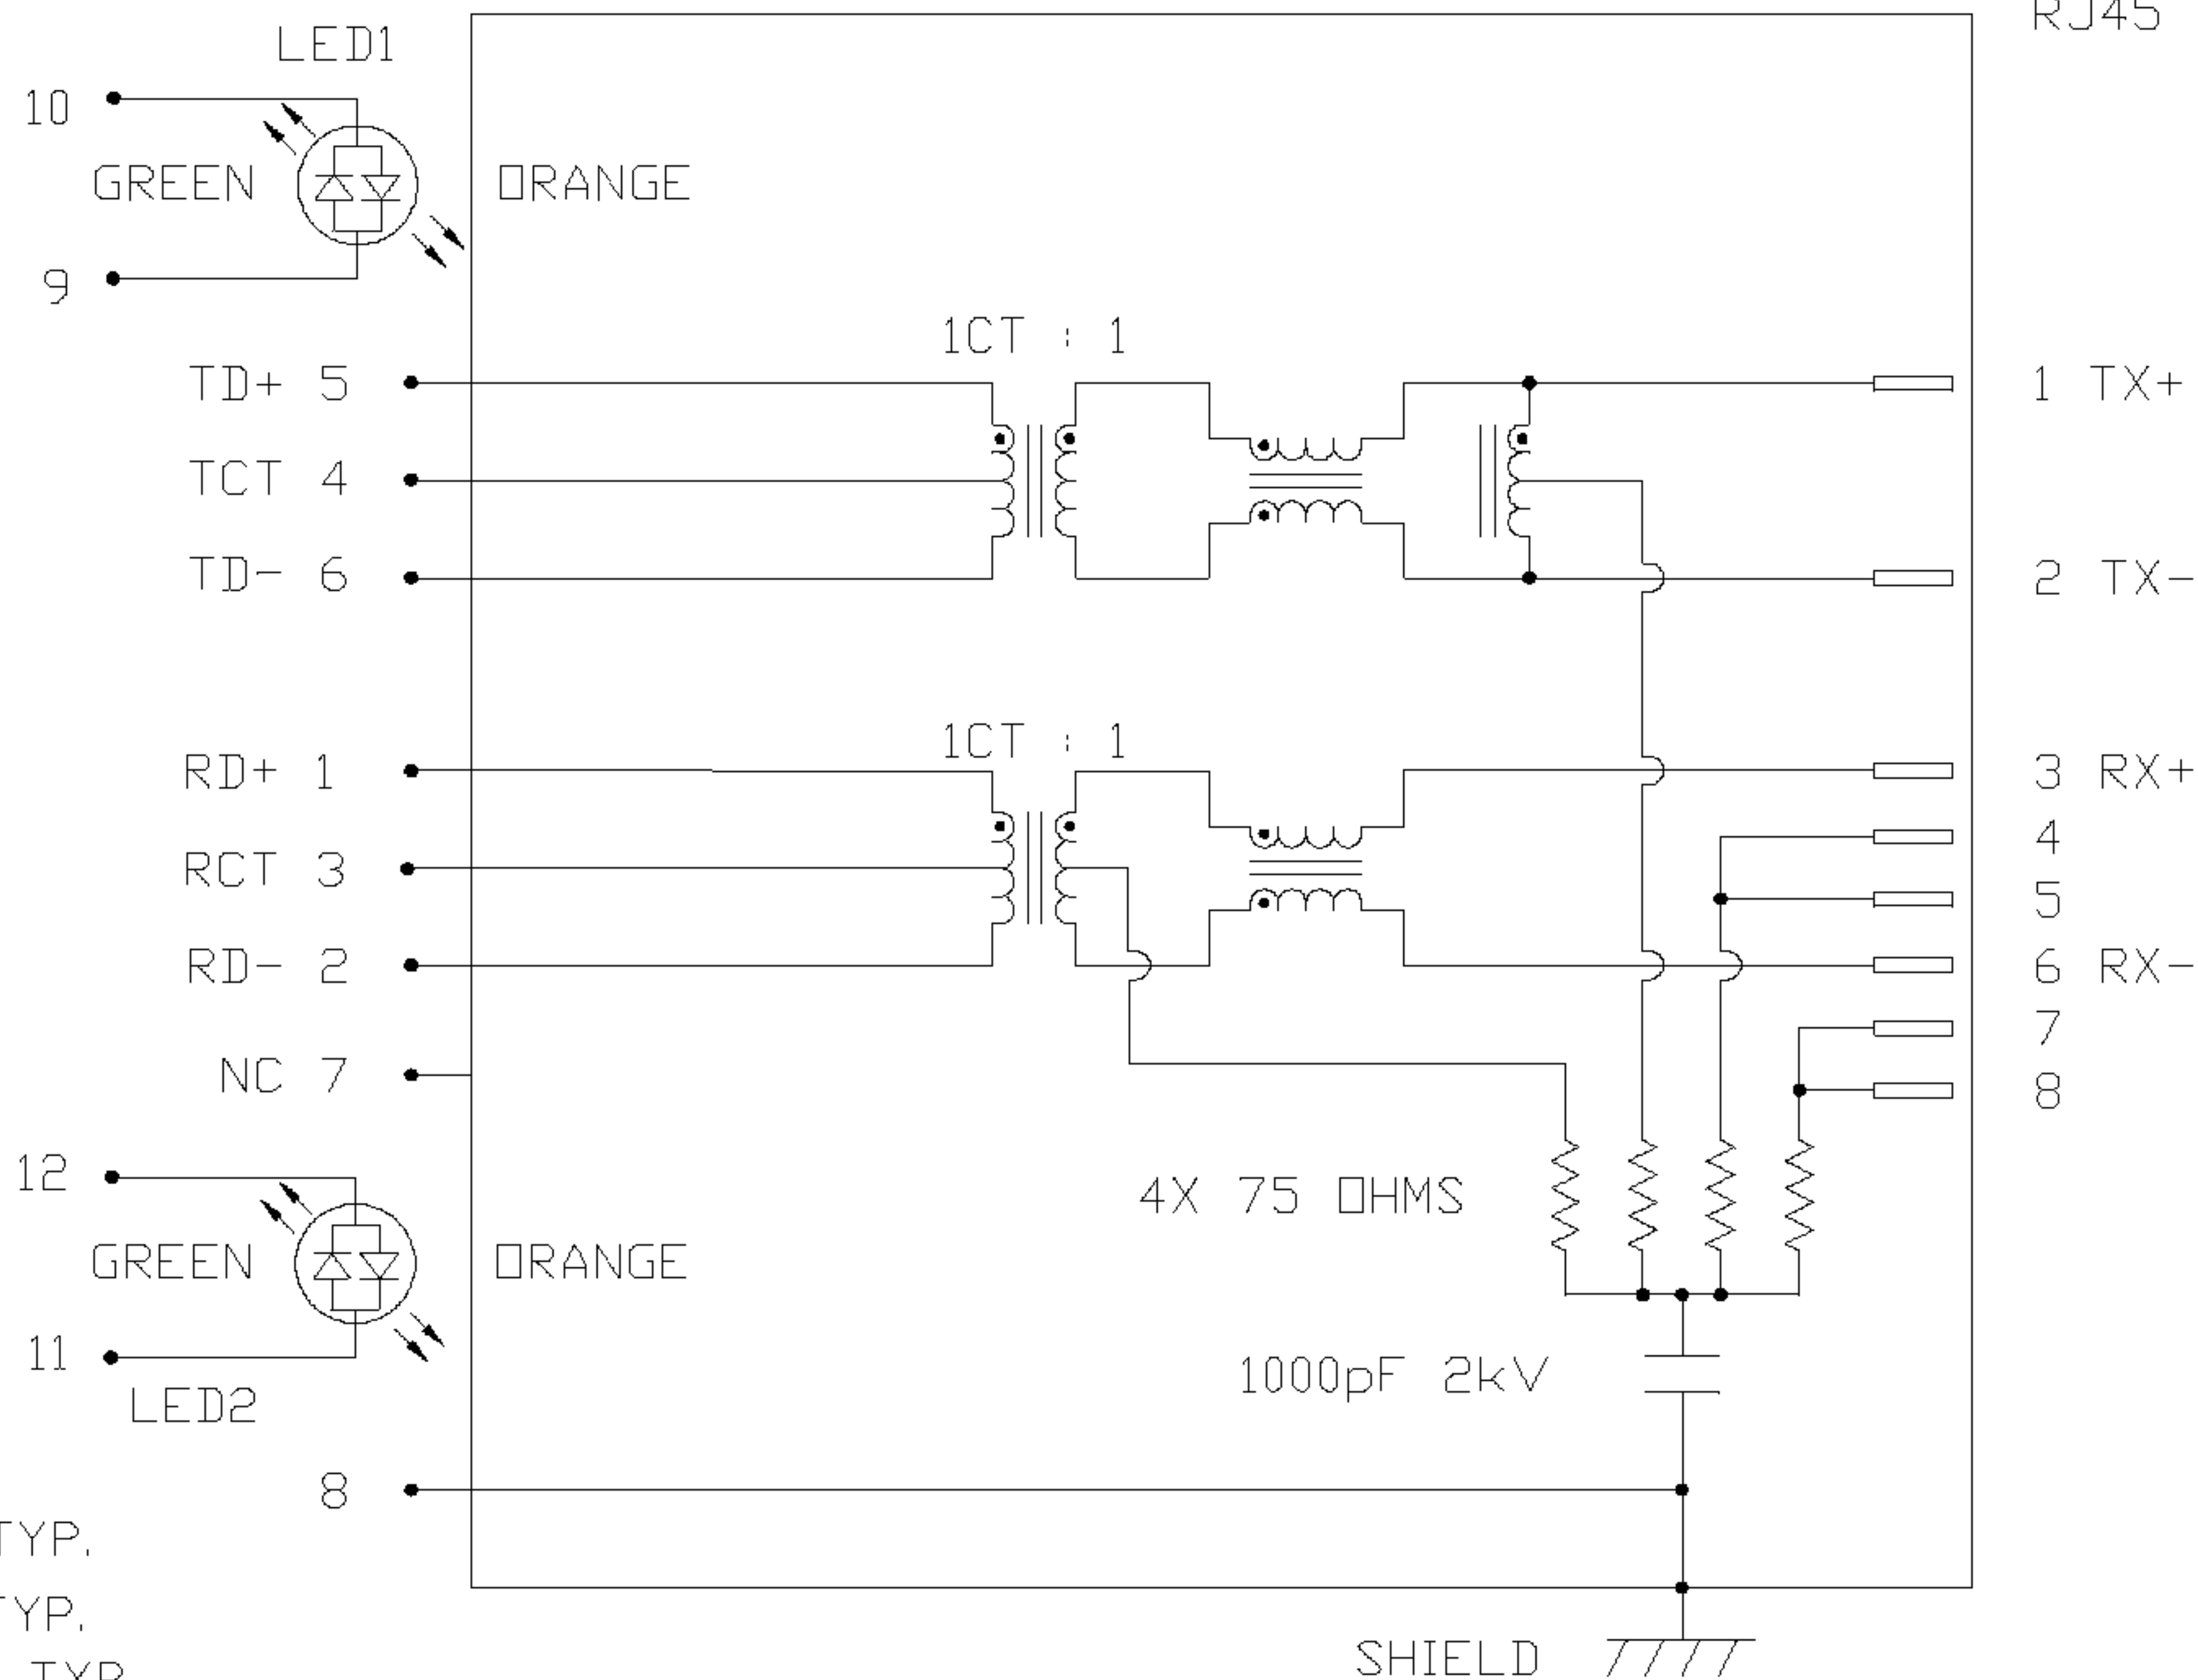 RJ45
LED1
10
GREEN
ORANGE
9
1CT : 1
TD+ 5
1 TX+
TCT 4
TD- 6
2 TX-
1CT : 1
RD+ 1
3 RX+
4
RCT 3
5
RD- 2
6 RX-
7
NC 7
8
12
4X 75 OHMS
GREEN
ORANGE
11
1000pF 2kV
LED2
8
TYP.
TYP.
TYP
SHIELD